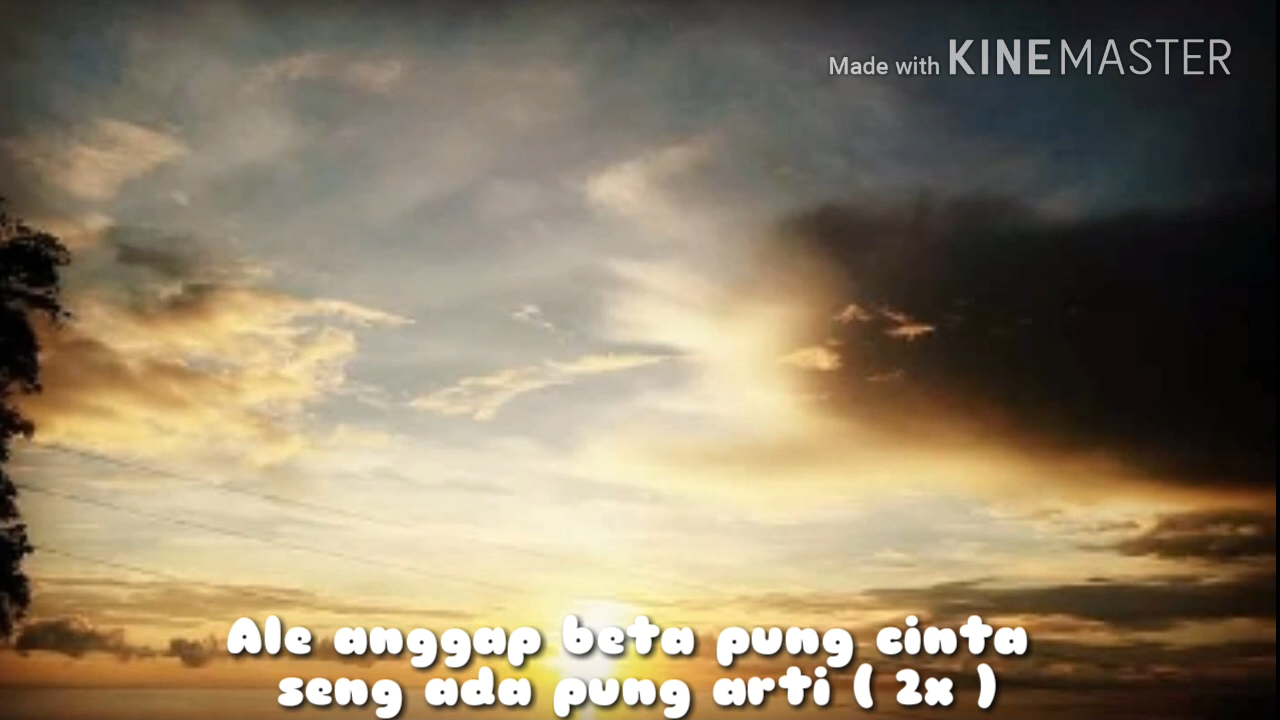 Made with KINEMASTER
Ale anggap beta pung cinta
seng ada pung arti ( 2x )